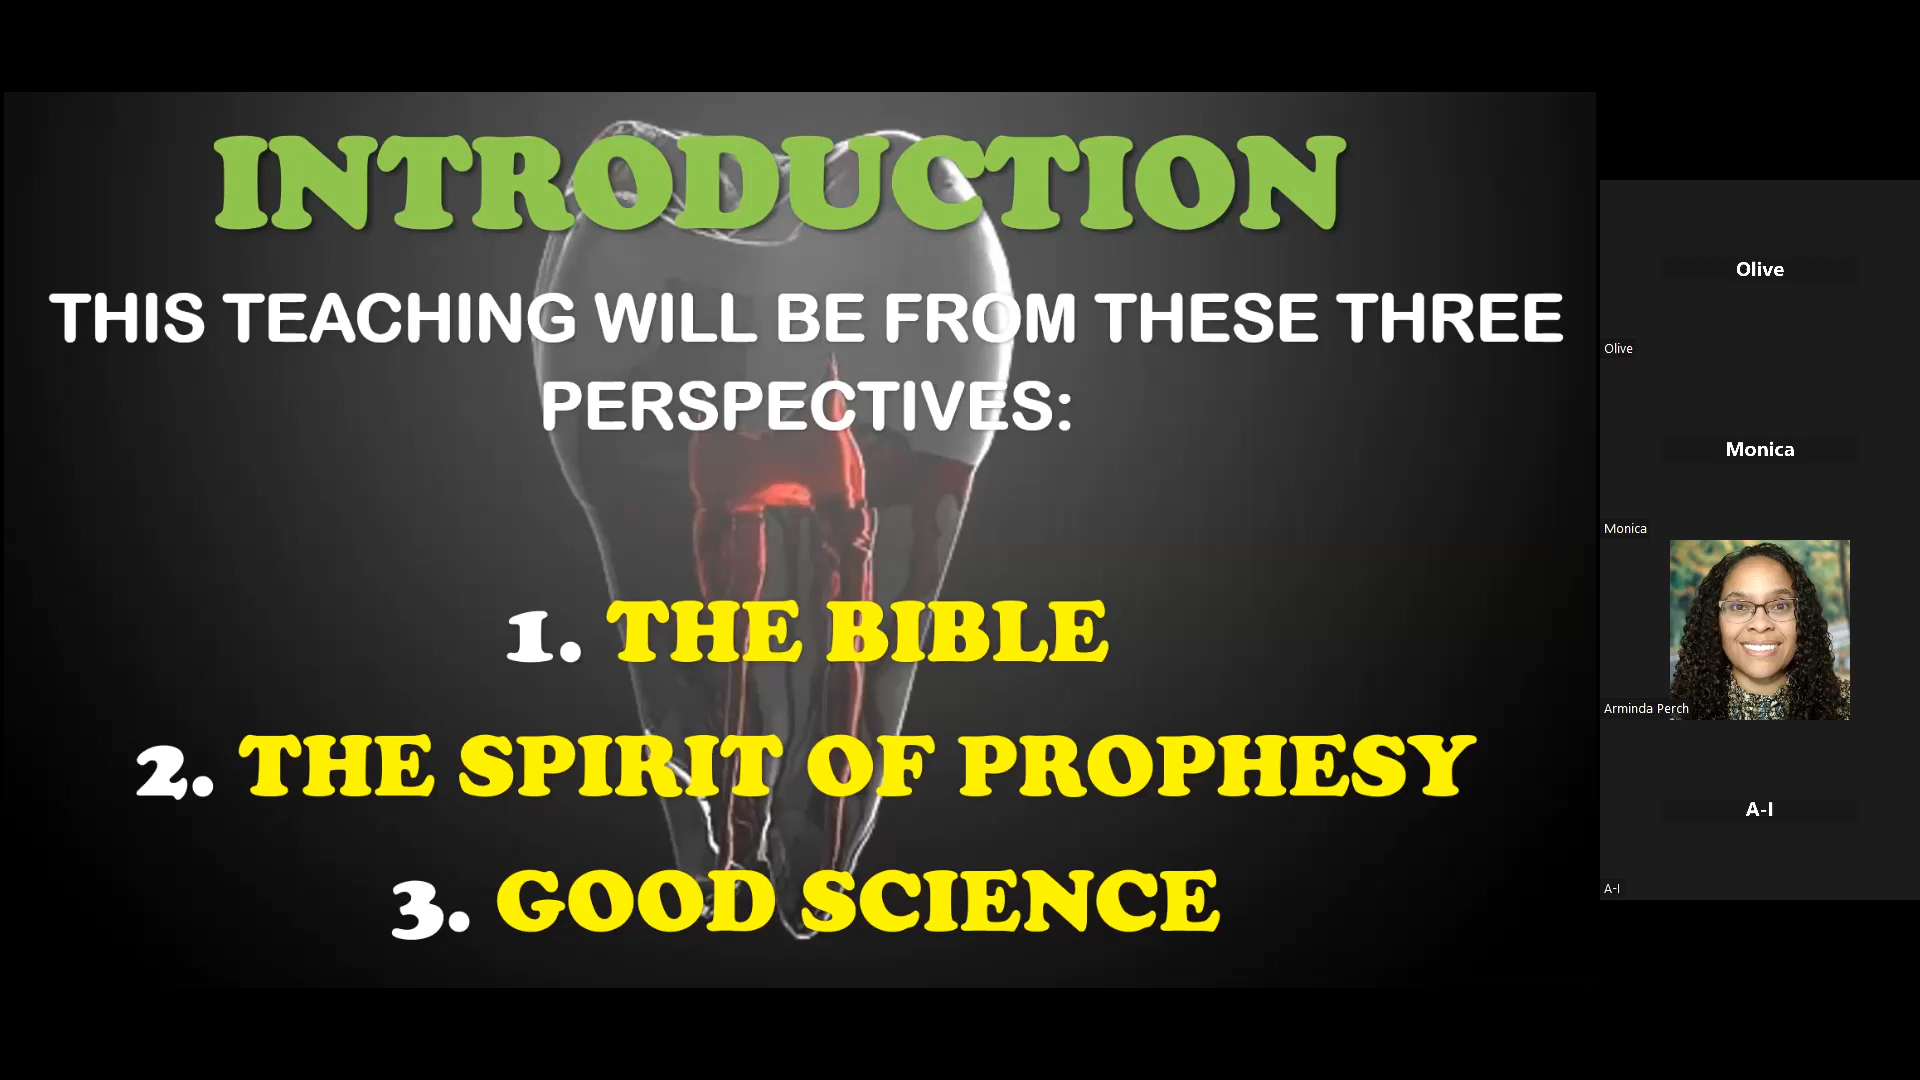 INTRODUCTION
THIS TEACHING WILL BE FROM THESE THREE
PERSPECTIVES:
1. THE BIBLE
2. THE SPIRIT OF PROPHESY
3. GOOD SCIENCE
Olive
Olive
Monica
Monica
Arminda Perch
A-I
A-I